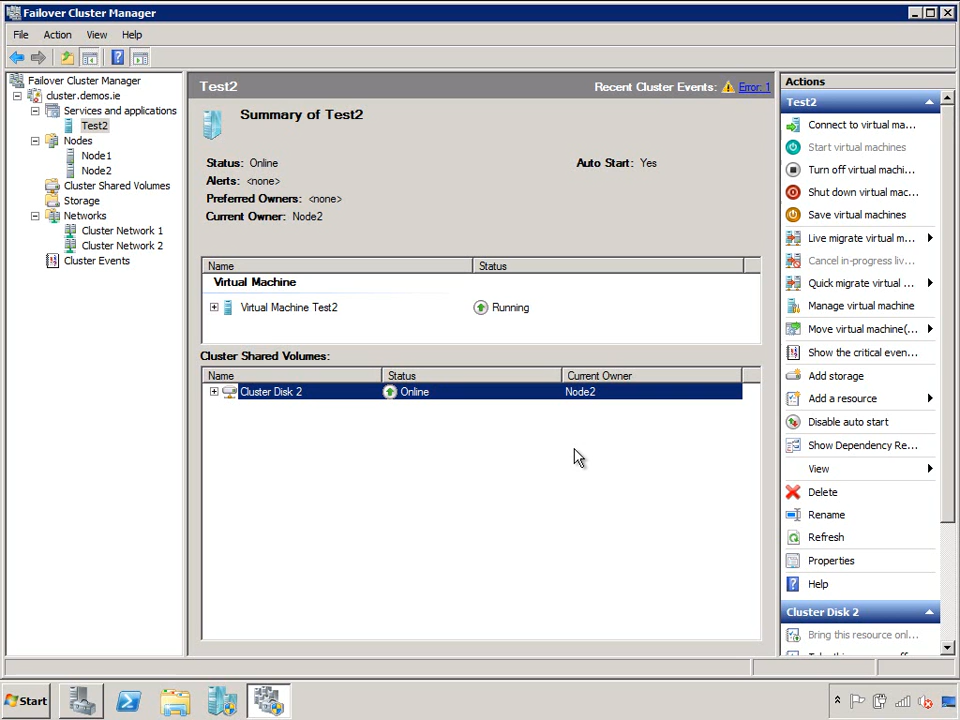 Failover Cluster Manager
File Action View Help
Failover Cluster Manager
cluster.demos.ie
Services and applications
Test2
Nodes
Node1
Node2
Cluster Shared Volumes
Storage
Networks
Cluster Network 1
Cluster Network 2
Cluster Events
Test2
Recent Cluster Events: Error: 1
Summary of Test2
Status: Online
Auto Start: Yes
Alerts: <none>
Preferred Owners: <none>
Current Owner: Node2
Name Status
Virtual Machine
Virtual Machine Test2 Running
Cluster Shared Volumes:
Name Status Current Owner
Cluster Disk 2 Online Node2
Actions
Test2
Connect to virtual ma...
Start virtual machines
Turn off virtual machi...
Shut down virtual mac...
Save virtual machines
Live migrate virtual m...
Cancel in-progress liv...
Quick migrate virtual ...
Manage virtual machine
Move virtual machine(...
Show the critical even...
Add storage
Add a resource
Disable auto start
Show Dependency Re...
View
Delete
Rename
Refresh
Properties
Help
Cluster Disk 2
Bring this resource onl...
Start